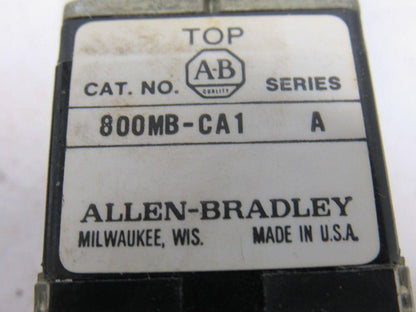 TOP
A-B
QUALITY
CAT. NO. SERIES
800MB-CA1 A
ALLEN-BRADLEY
MILWAUKEE, WIS. MADE IN U.S.A.